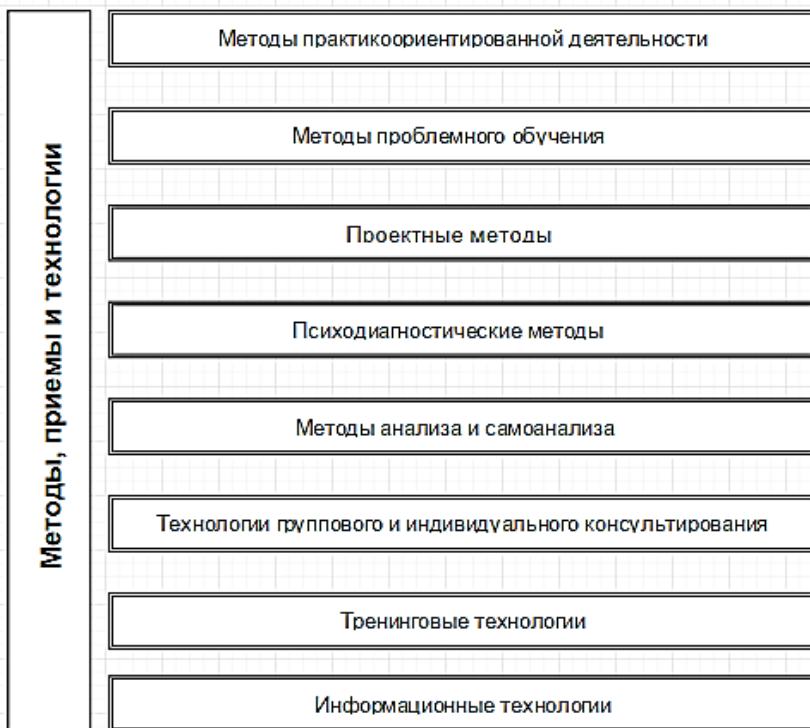 Методы, приемы и технологии
Методы практикоориентированной деятельности
Методы проблемного обучения
Проектные методы
Психодиагностические методы
Методы анализа и самоанализа
Технологии группового и индивидуального консультирования
Тренинговые технологии
Информационные технологии